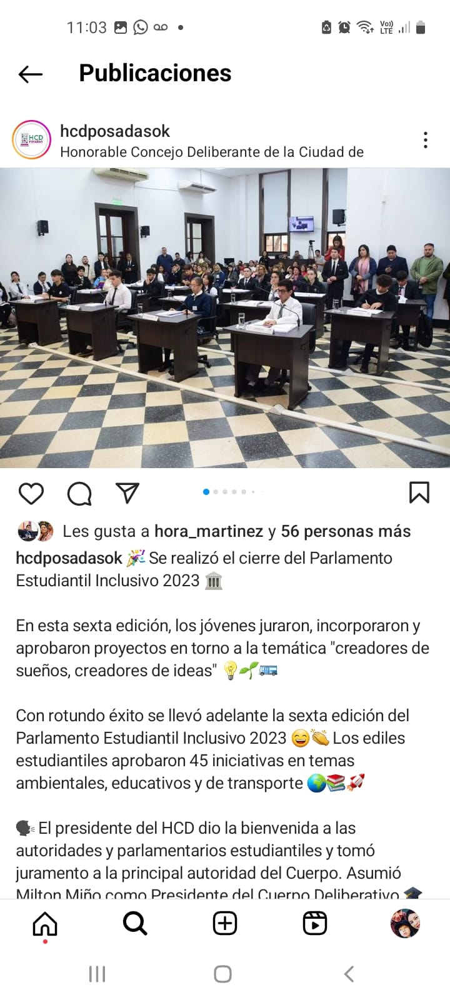 11:03
Vo))
LTE
Publicaciones
HCD
POSADAS
hcdposadasok
Honorable Concejo Deliberante de la Ciudad de
Les gusta a hora_martinez y 56 personas más
hcdposadasok 🎉 Se realizó el cierre del Parlamento
Estudiantil Inclusivo 2023 🏛️
En esta sexta edición, los jóvenes juraron, incorporaron y
aprobaron proyectos en torno a la temática "creadores de
sueños, creadores de ideas" 💡🌱🚌
Con rotundo éxito se llevó adelante la sexta edición del
Parlamento Estudiantil Inclusivo 2023 😄👏 Los ediles
estudiantiles aprobaron 45 iniciativas en temas
ambientales, educativos y de transporte 🌍📚🚀
🗣️ El presidente del HCD dio la bienvenida a las
autoridades y parlamentarios estudiantiles y tomó
juramento a la principal autoridad del Cuerpo. Asumió
Milton Miño como Presidente del Cuerpo Deliberativo 🎓